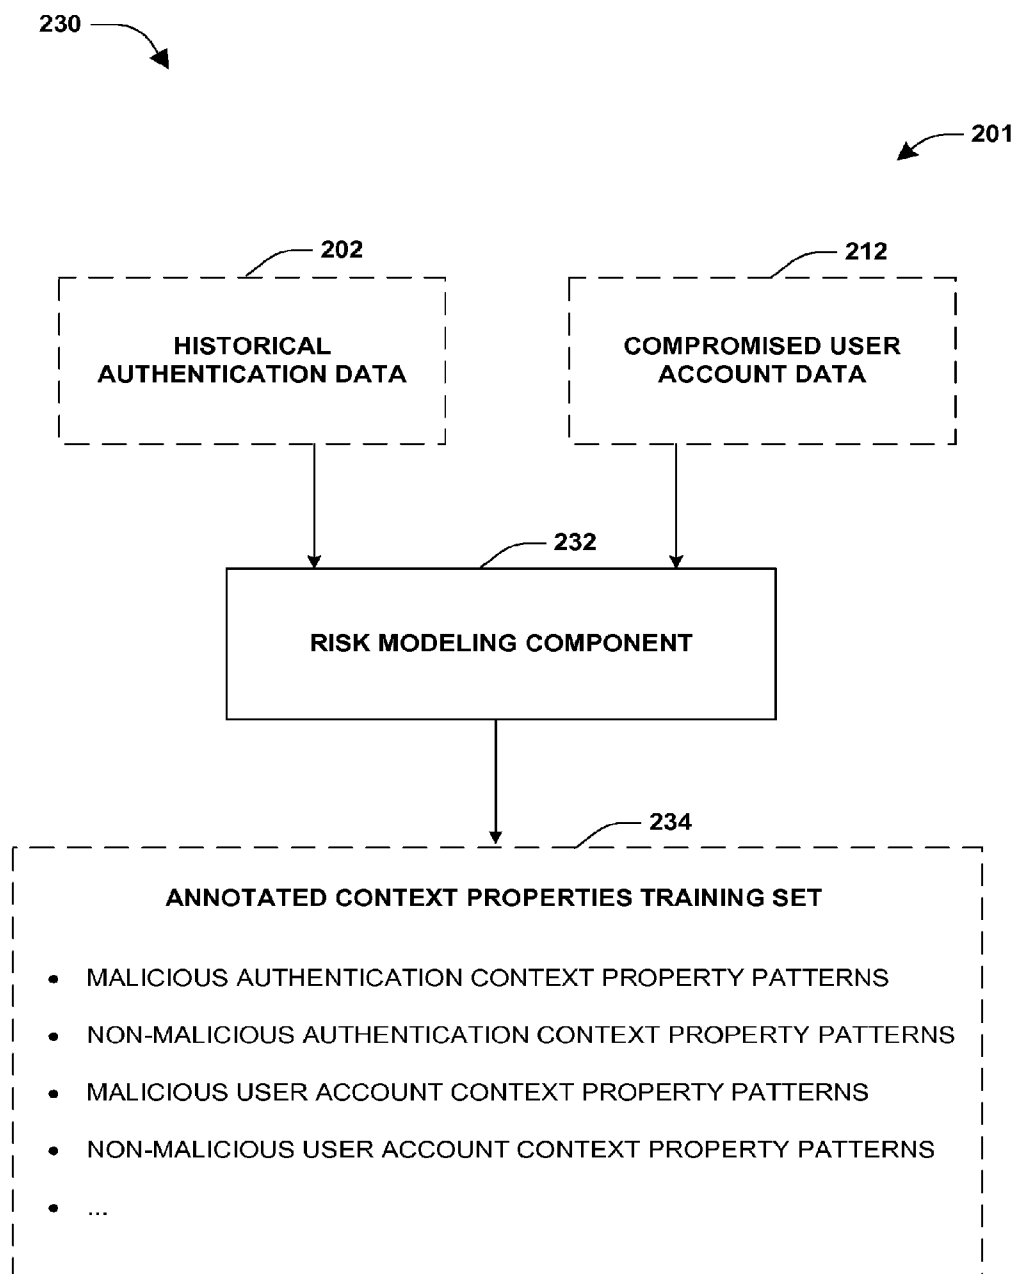 230
201
202
212
HISTORICAL
AUTHENTICATION DATA
COMPROMISED USER
ACCOUNT DATA
232
RISK MODELING COMPONENT
234
ANNOTATED CONTEXT PROPERTIES TRAINING SET
• MALICIOUS AUTHENTICATION CONTEXT PROPERTY PATTERNS
• NON-MALICIOUS AUTHENTICATION CONTEXT PROPERTY PATTERNS
• MALICIOUS USER ACCOUNT CONTEXT PROPERTY PATTERNS
• NON-MALICIOUS USER ACCOUNT CONTEXT PROPERTY PATTERNS
• ...